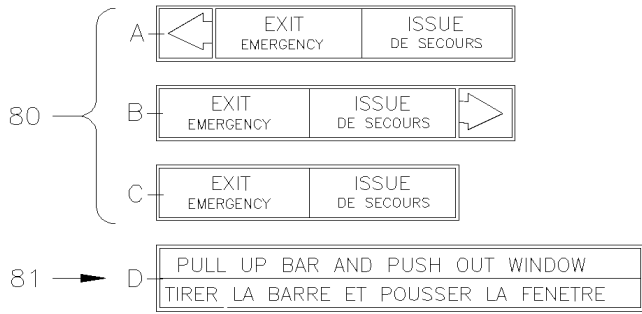 A EXIT ISSUE
EMERGENCY DE SECOURS
80 B EXIT ISSUE
EMERGENCY DE SECOURS
C EXIT ISSUE
EMERGENCY DE SECOURS
PULL UP BAR AND PUSH OUT WINDOW
81 D
TIRER LA BARRE ET POUSSER LA FENETRE